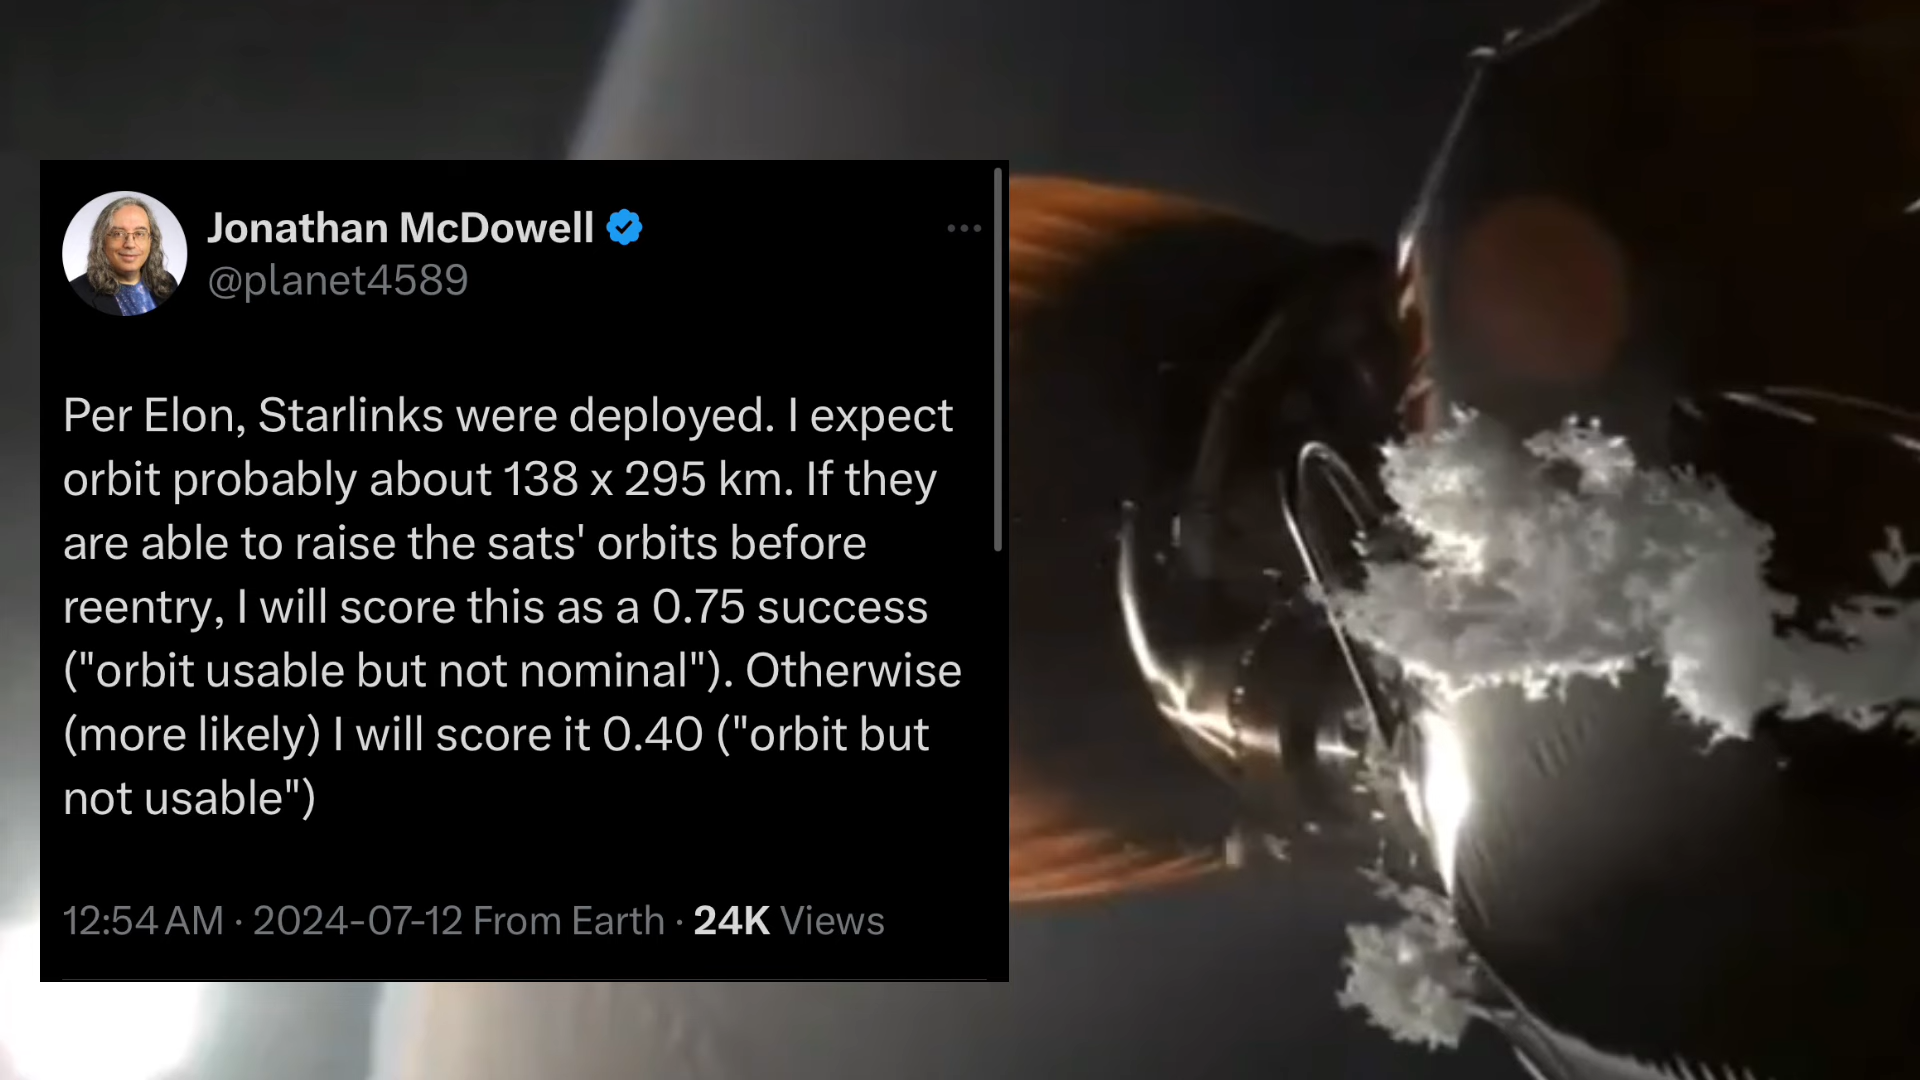 Jonathan McDowell
@planet4589
Per Elon, Starlinks were deployed. I expect
orbit probably about 138 x 295 km. If they
are able to raise the sats' orbits before
reentry, I will score this as a 0.75 success
("orbit usable but not nominal"). Otherwise
(more likely) I will score it 0.40 ("orbit but
not usable")
12:54 AM · 2024-07-12 From Earth · 24K Views